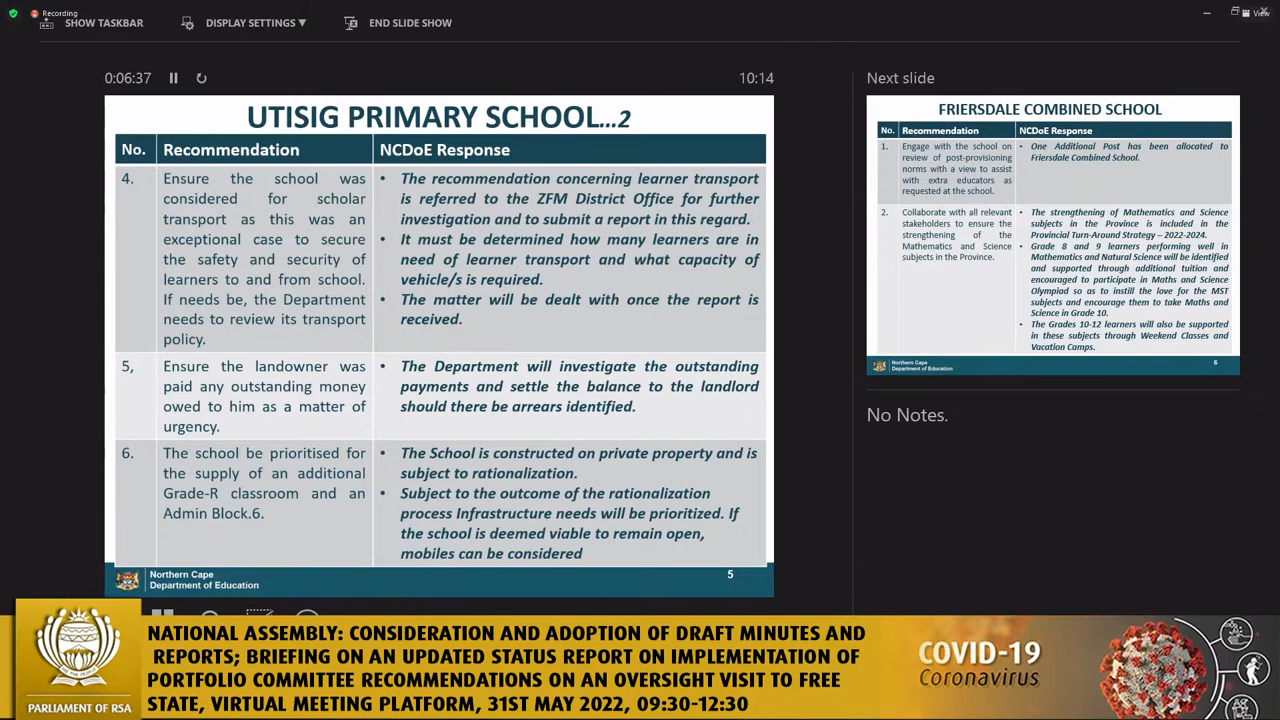 Recording
SHOW TASKBAR
DISPLAY SETTINGS ▼
END SLIDE SHOW
View
0:06:37
10:14
UTISIG PRIMARY SCHOOL...2
No. Recommendation NCDoE Response
4. Ensure the school was
considered for scholar
transport as this was an
exceptional case to secure
the safety and security of
learners to and from school.
If needs be, the Department
needs to review its transport
policy.
• The recommendation concerning learner transport
is referred to the ZFM District Office for further
investigation and to submit a report in this regard.
• It must be determined how many learners are in
need of learner transport and what capacity of
vehicle/s is required.
• The matter will be dealt with once the report is
received.
5, Ensure the landowner was
paid any outstanding money
owed to him as a matter of
urgency.
• The Department will investigate the outstanding
payments and settle the balance to the landlord
should there be arrears identified.
6. The school be prioritised for
the supply of an additional
Grade-R classroom and an
Admin Block.6.
• The School is constructed on private property and is
subject to rationalization.
• Subject to the outcome of the rationalization
process Infrastructure needs will be prioritized. If
the school is deemed viable to remain open,
mobiles can be considered
Northern Cape
Department of Education
5
Next slide
FRIERSDALE COMBINED SCHOOL
No. Recommendation NCDoE Response
1. Engage with the school on
review of post-provisioning
norms with a view to assist
with extra educators as
requested at the school.
• One Additional Post has been allocated to
Friersdale Combined School.
2. Collaborate with all relevant
stakeholders to ensure the
strengthening of the
Mathematics and Science
subjects in the Province.
• The strengthening of Mathematics and Science
subjects in the Province is included in the
Provincial Turn-Around Strategy – 2022-2024.
• Grade 8 and 9 learners performing well in
Mathematics and Natural Science will be identified
and supported through additional tuition and
encouraged to participate in Maths and Science
Olympiad so as to instill the love for the MST
subjects and encourage them to take Maths and
Science in Grade 10.
• The Grades 10-12 learners will also be supported
in these subjects through Weekend Classes and
Vacation Camps.
Northern Cape
Department of Education
6
No Notes.
PARLIAMENT OF RSA
NATIONAL ASSEMBLY: CONSIDERATION AND ADOPTION OF DRAFT MINUTES AND
REPORTS; BRIEFING ON AN UPDATED STATUS REPORT ON IMPLEMENTATION OF
PORTFOLIO COMMITTEE RECOMMENDATIONS ON AN OVERSIGHT VISIT TO FREE
STATE, VIRTUAL MEETING PLATFORM, 31ST MAY 2022, 09:30-12:30
COVID-19
Coronavirus